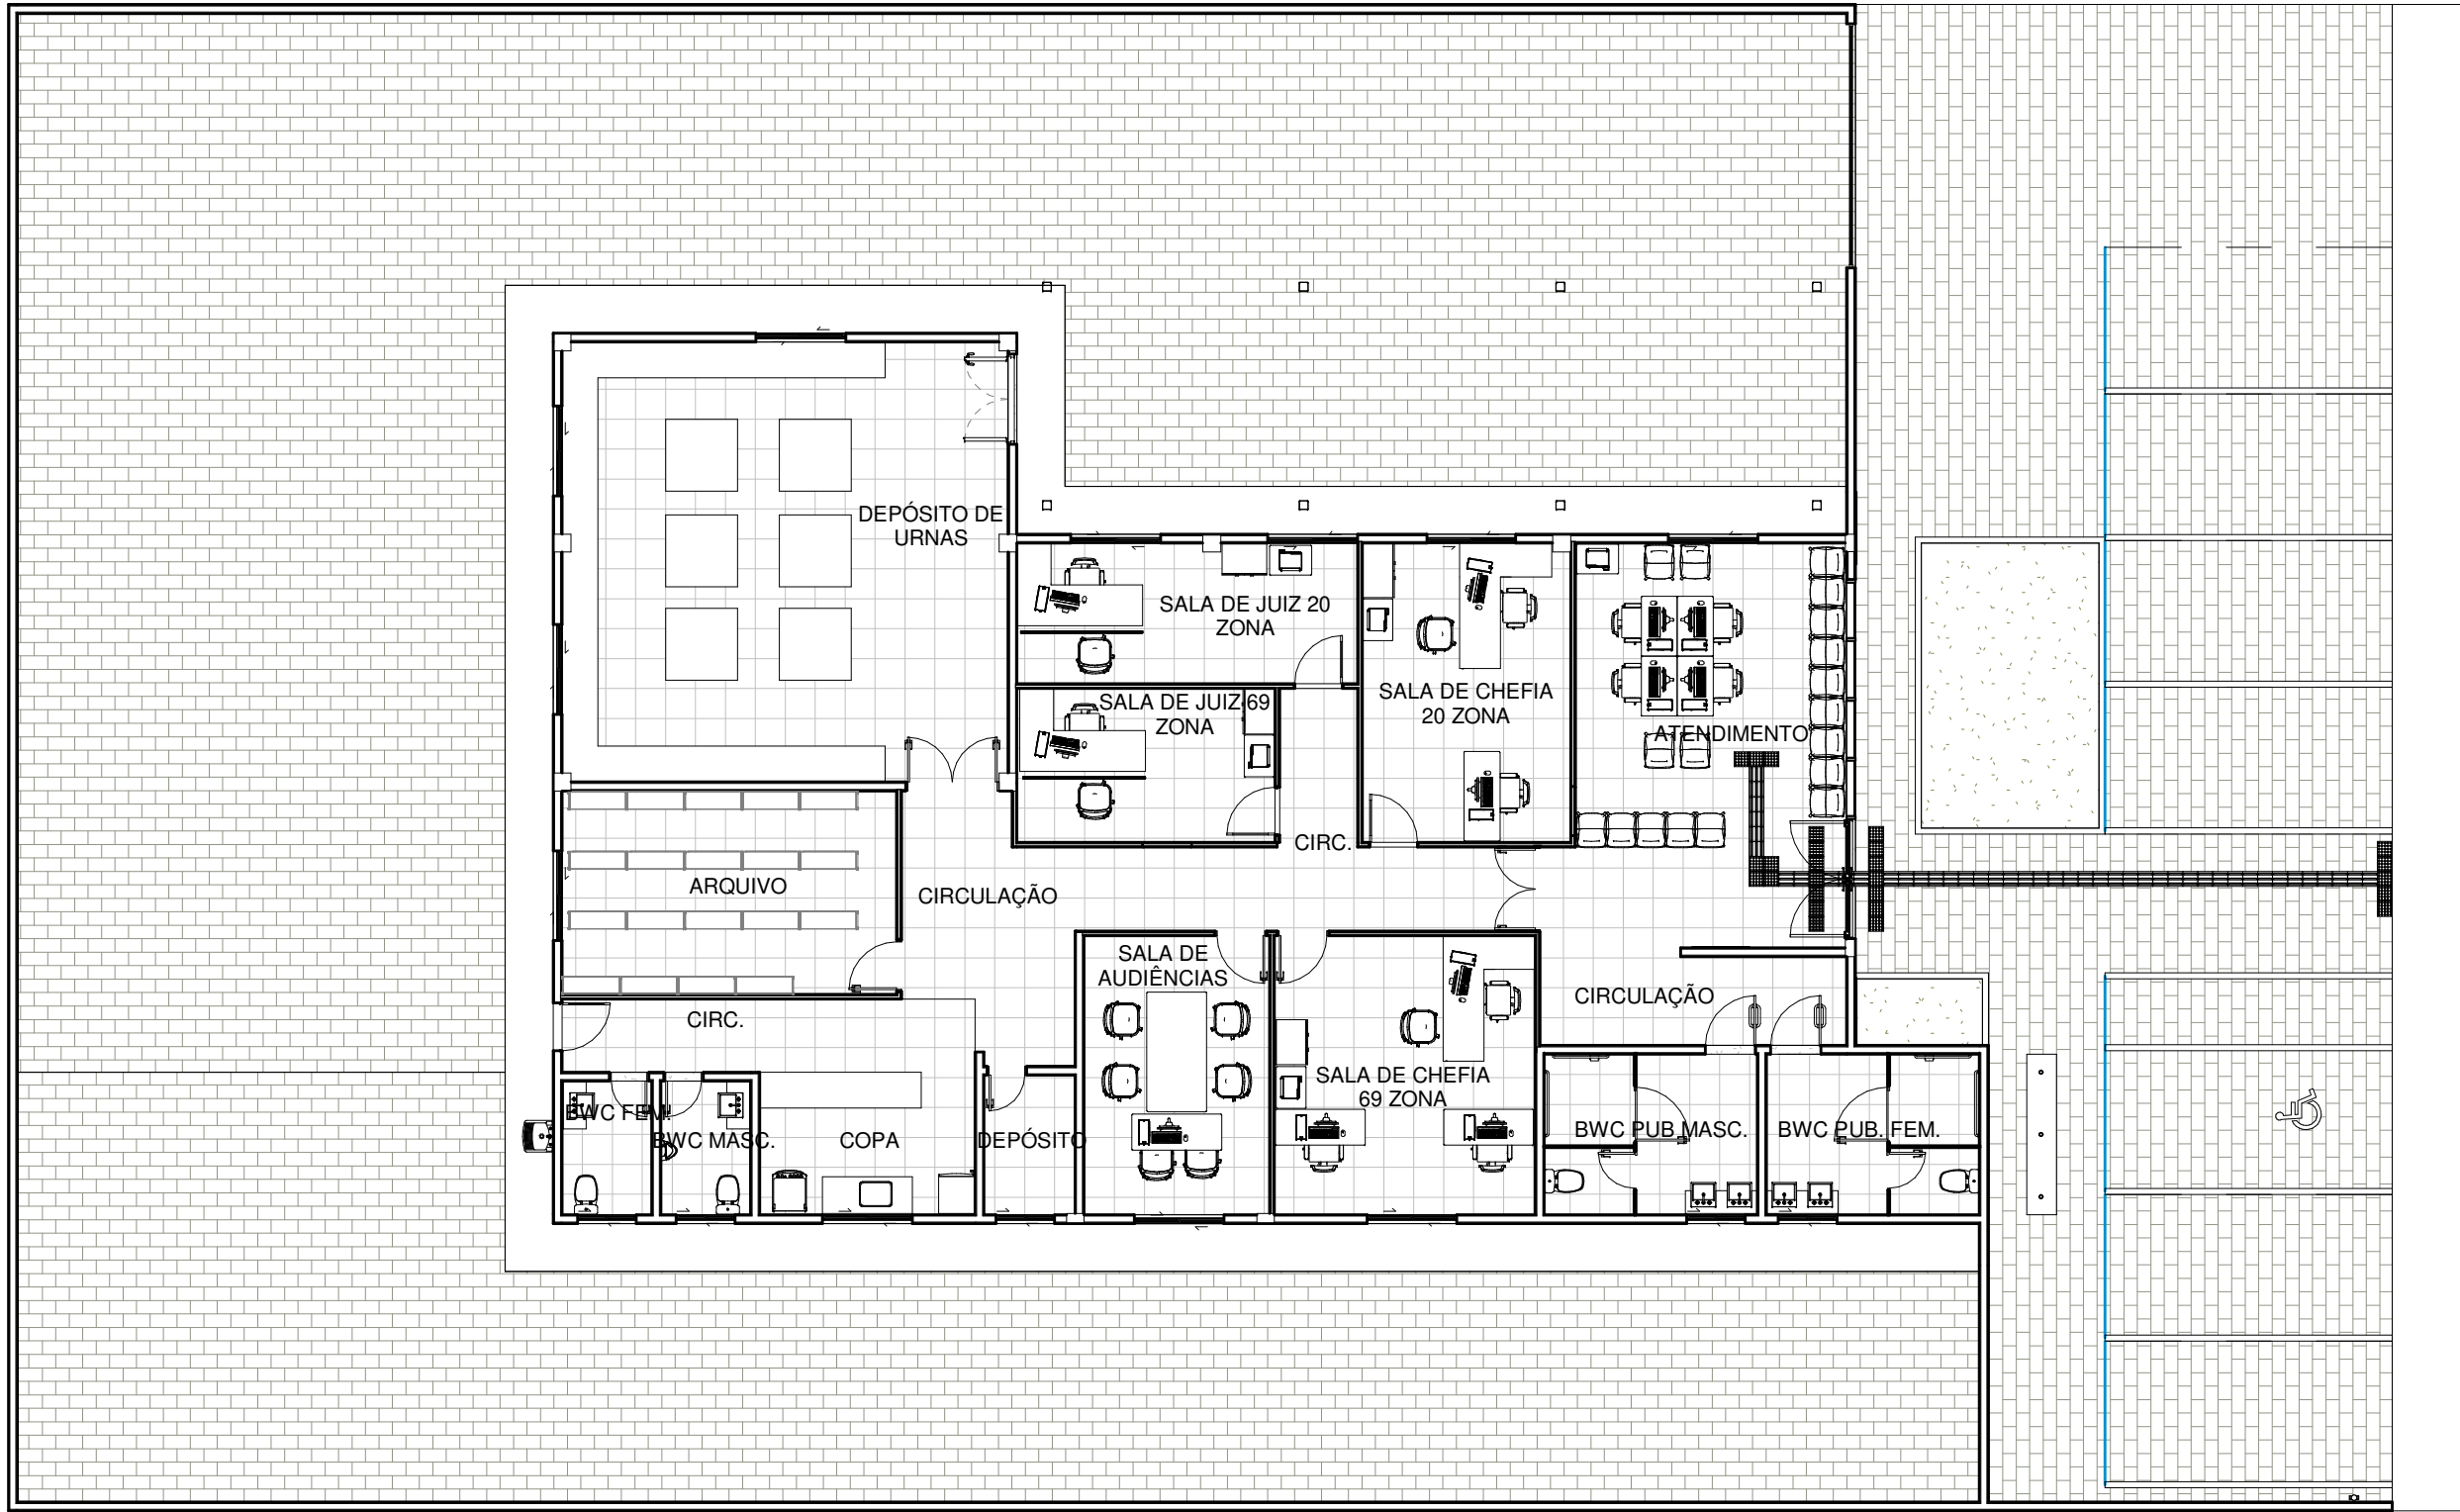 DEPÓSITO DE
URNAS
SALA DE JUIZ 20
ZONA
SALA DE JUIZ 69
ZONA
SALA DE CHEFIA
20 ZONA
ATENDIMENTO
CIRC.
ARQUIVO
CIRCULAÇÃO
SALA DE
AUDIÊNCIAS
CIRCULAÇÃO
CIRC.
SALA DE CHEFIA
69 ZONA
BWC FEM.
BWC MASC.
COPA
DEPÓSITO
BWC PUB MASC.
BWC PUB. FEM.